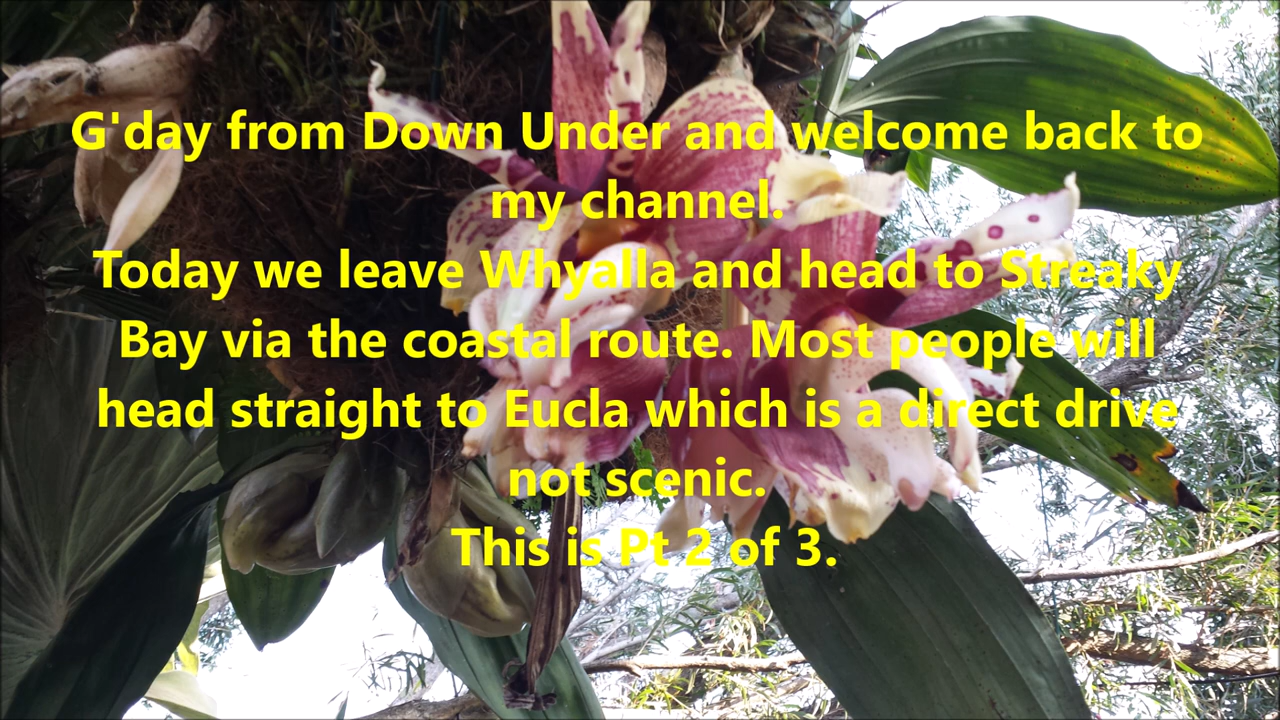 G'day from Down Under and welcome back to
my channel.
Today we leave Whyalla and head to Streaky
Bay via the coastal route. Most people will
head straight to Eucla which is a direct drive
not scenic.
This is Pt 2 of 3.